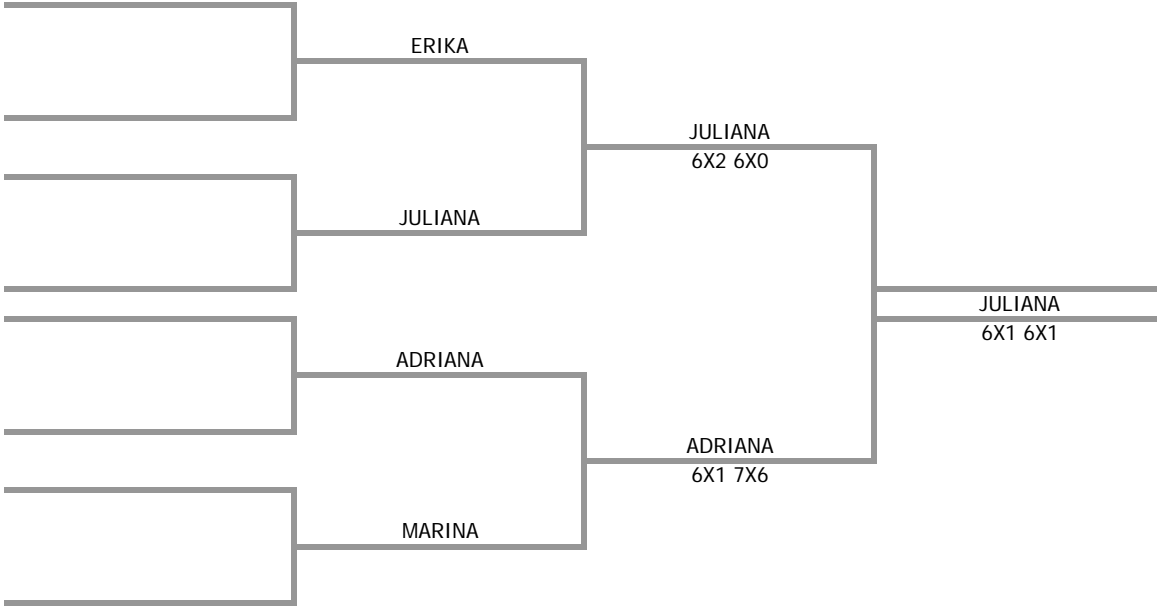 ERIKA
JULIANA
6X2 6X0
JULIANA
JULIANA
6X1 6X1
ADRIANA
ADRIANA
6X1 7X6
MARINA